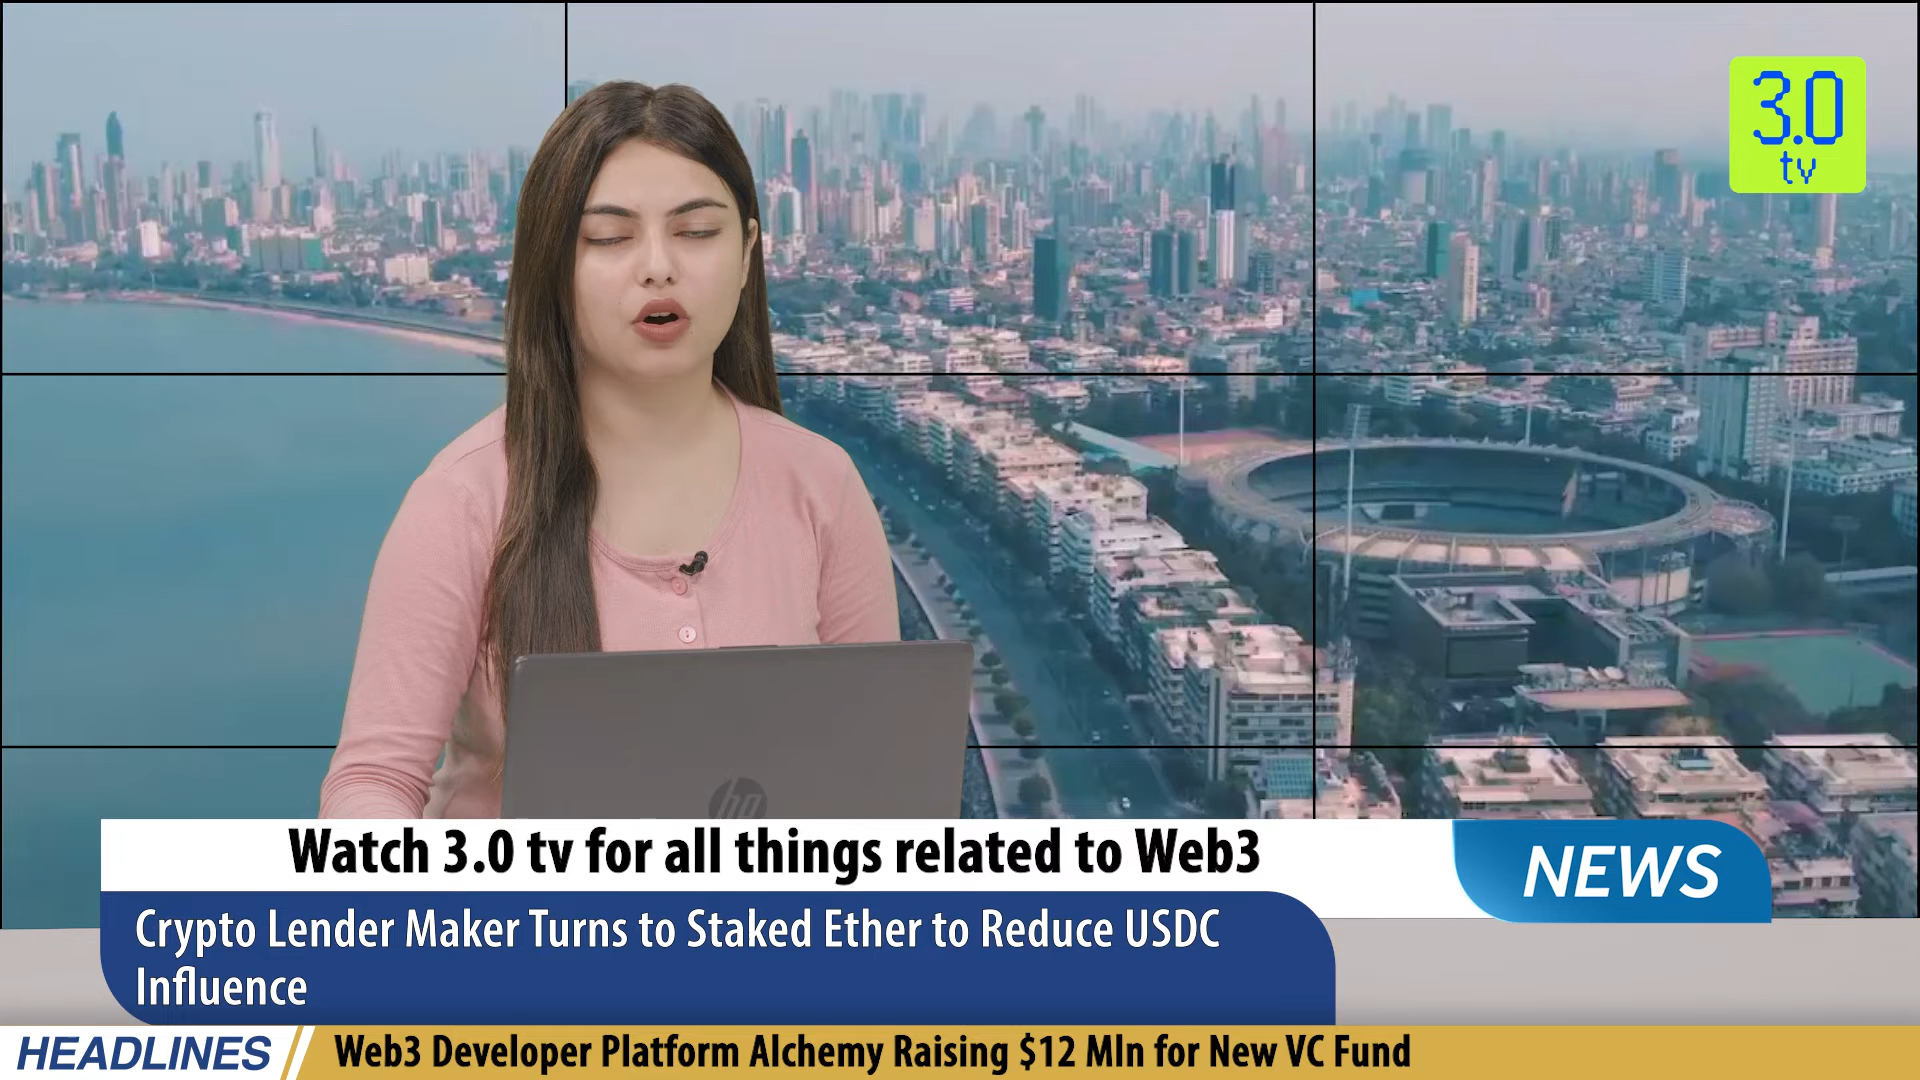 3.0
tv
hp
Watch 3.0 tv for all things related to Web3
NEWS
Crypto Lender Maker Turns to Staked Ether to Reduce USDC
Influence
HEADLINES
Web3 Developer Platform Alchemy Raising $12 Mln for New VC Fund